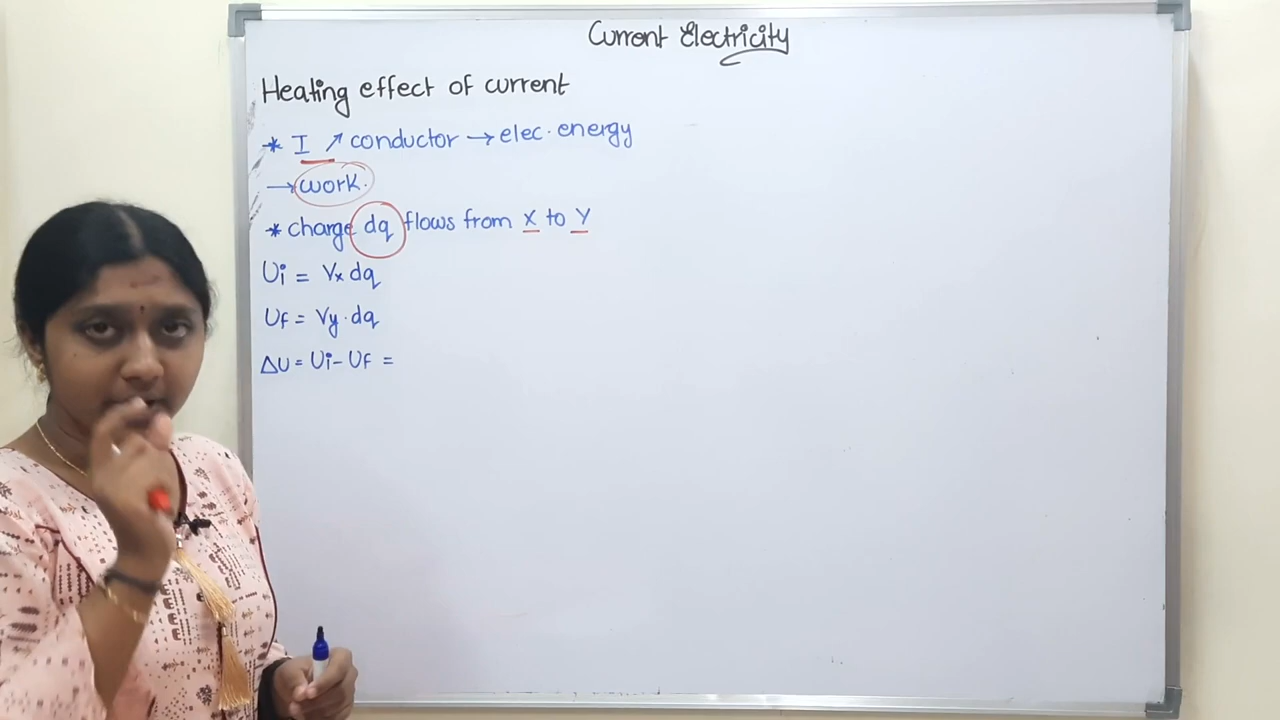 Current Electricity
Heating effect of current
* I ↗ conductor → elec. energy
→ work.
* charge dq flows from X to Y
Ui = Vx dq
Uf = Vy . dq
ΔU = Ui - Uf =